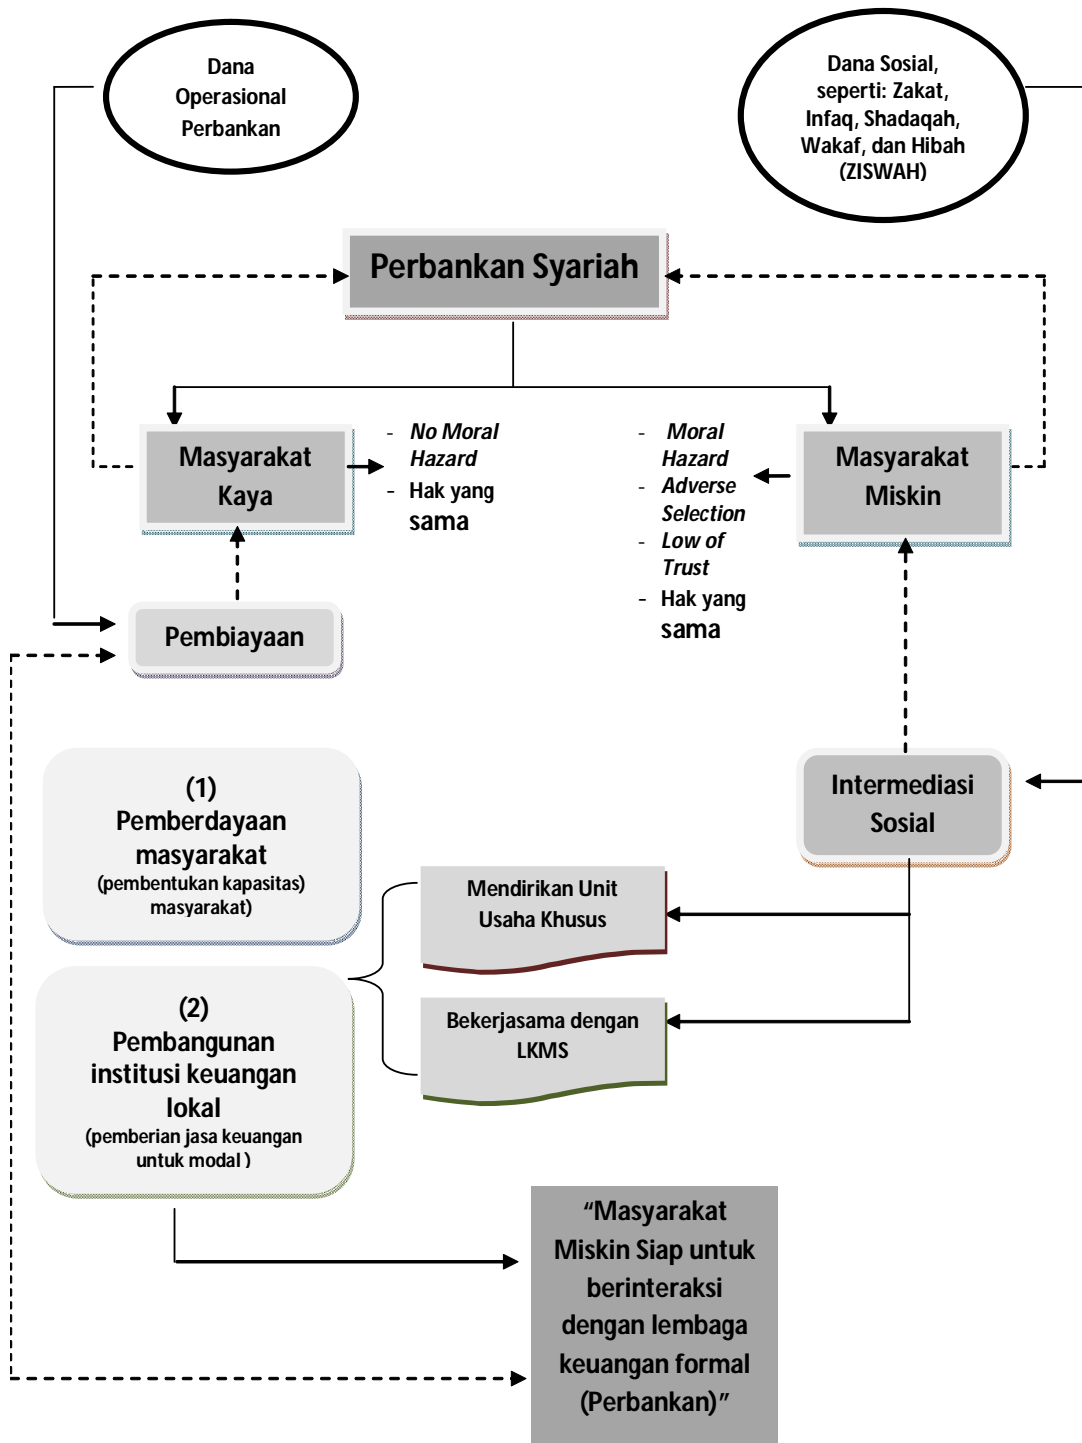 Dana
Operasional
Perbankan
Dana Sosial,
seperti: Zakat,
Infaq, Shadaqah,
Wakaf, dan Hibah
(ZISWAH)
Perbankan Syariah
Masyarakat
Kaya
- No Moral
Hazard
- Hak yang
sama
- Moral
Hazard
- Adverse
Selection
- Low of
Trust
- Hak yang
sama
Masyarakat
Miskin
Pembiayaan
Intermediasi
Sosial
(1)
Pemberdayaan
masyarakat
(pembentukan kapasitas)
masyarakat)
Mendirikan Unit
Usaha Khusus
(2)
Pembangunan
institusi keuangan
lokal
(pemberian jasa keuangan
untuk modal )
Bekerjasama dengan
LKMS
“Masyarakat
Miskin Siap untuk
berinteraksi
dengan lembaga
keuangan formal
(Perbankan)”